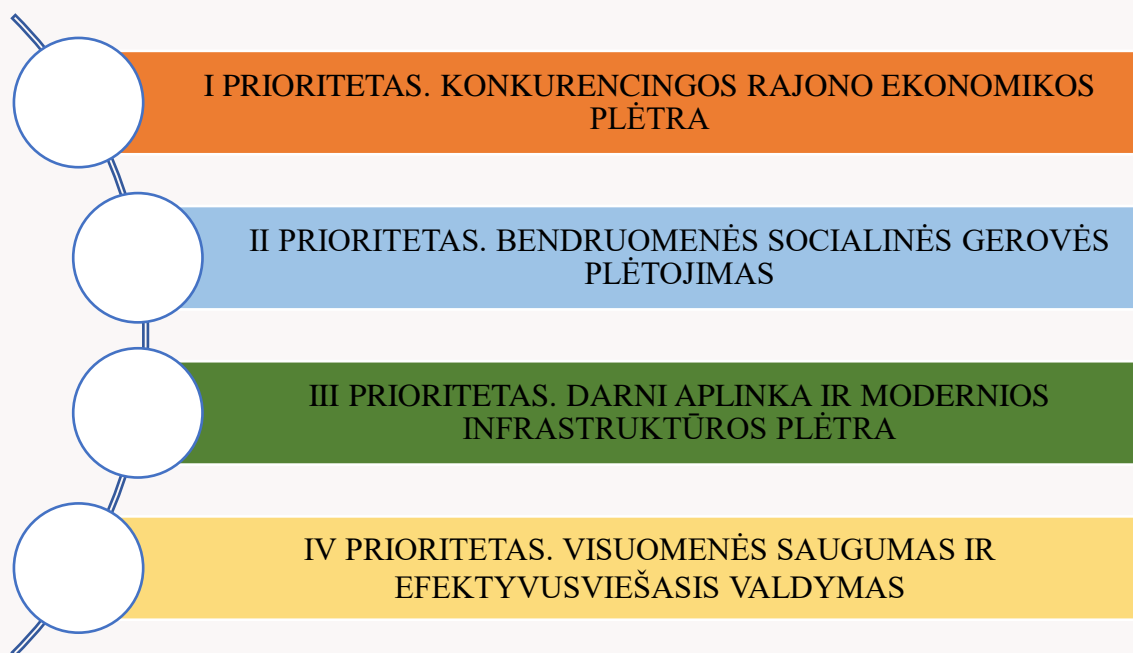 I PRIORITETAS. KONKURENCINGOS RAJONO EKONOMIKOS
PLĖTRA
II PRIORITETAS. BENDRUOMENĖS SOCIALINĖS GEROVĖS
PLĖTOJIMAS
III PRIORITETAS. DARNI APLINKA IR MODERNIOS
INFRASTRUKTŪROS PLĖTRA
IV PRIORITETAS. VISUOMENĖS SAUGUMAS IR
EFEKTYVUSVIEŠASIS VALDYMAS